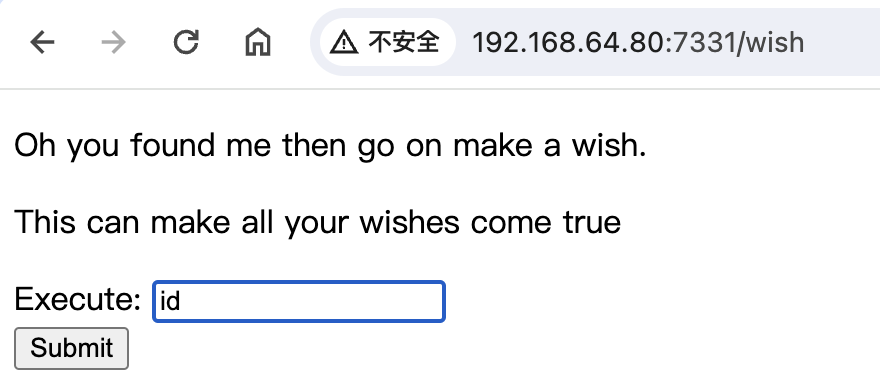 不安全 192.168.64.80:7331/wish
Oh you found me then go on make a wish.
This can make all your wishes come true
Execute: id
Submit